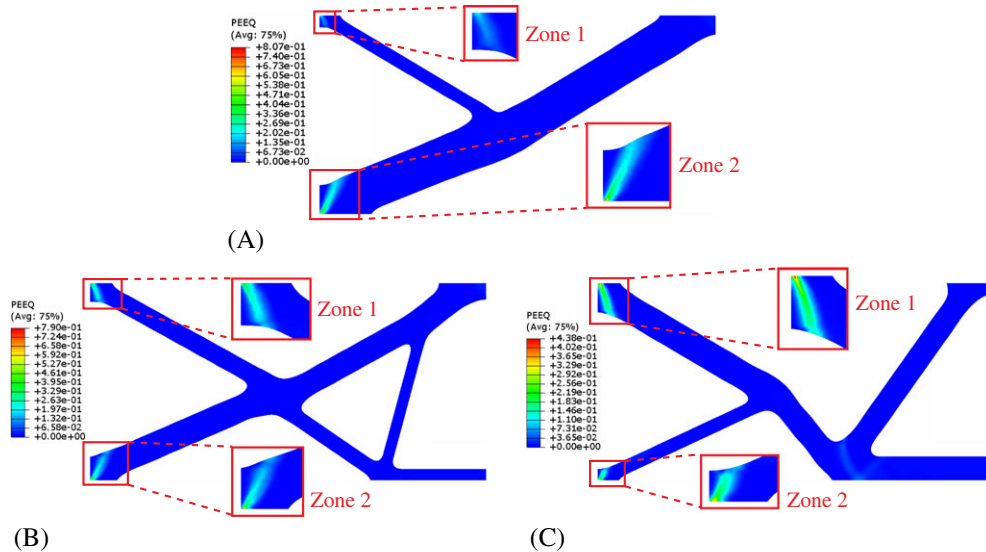 PEEQ
(Avg: 75%)
+8.07e-01
+7.40e-01
+6.73e-01
+6.05e-01
+5.38e-01
+4.71e-01
+4.04e-01
+3.36e-01
+2.69e-01
+2.02e-01
+1.35e-01
+6.73e-02
+0.00e+00
Zone 1
Zone 2
(A)
PEEQ
(Avg: 75%)
+7.90e-01
+7.24e-01
+6.58e-01
+5.92e-01
+5.27e-01
+4.61e-01
+3.95e-01
+3.29e-01
+2.63e-01
+1.97e-01
+1.32e-01
+6.58e-02
+0.00e+00
Zone 1
Zone 2
(B)
PEEQ
(Avg: 75%)
+4.38e-01
+4.02e-01
+3.65e-01
+3.29e-01
+2.92e-01
+2.56e-01
+2.19e-01
+1.83e-01
+1.46e-01
+1.10e-01
+7.31e-02
+3.65e-02
+0.00e+00
Zone 1
Zone 2
(C)